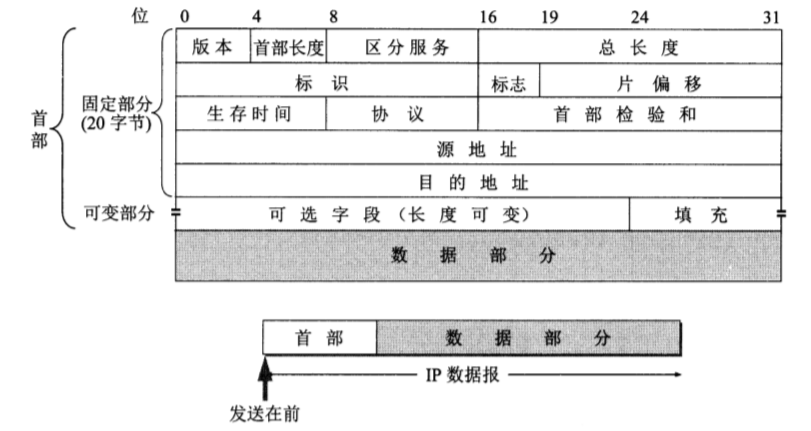 位 0 4 8 16 19 24 31
版本 首部长度 区分服务 总长度
标识 标志 片偏移
固定部分
(20 字节)
首部
生存时间 协议 首部检验和
源地址
目的地址
可变部分 可选字段（长度可变） 填充
数据部分
首部 数据部分
IP 数据报
发送在前